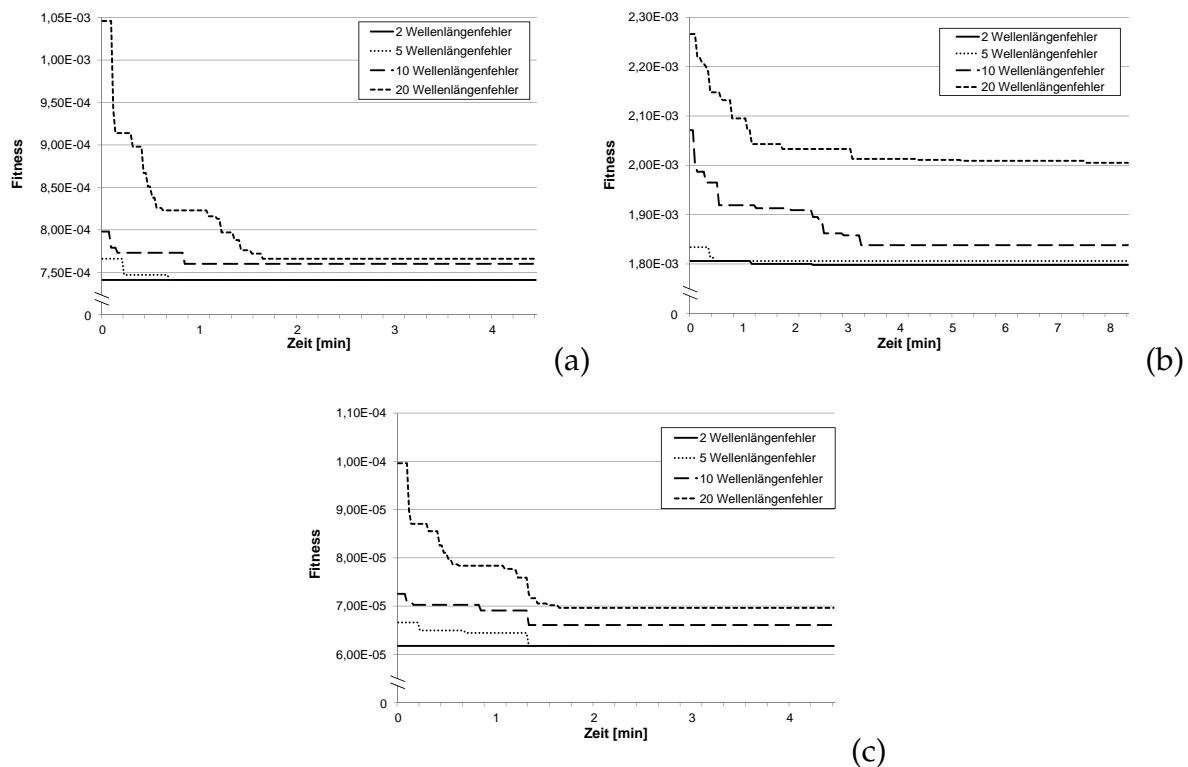 1,05E-03
1,00E-03
9,50E-04
9,00E-04
8,50E-04
8,00E-04
7,50E-04
0
Fitness
0 1 2 3 4
Zeit [min]
2 Wellenlängenfehler
5 Wellenlängenfehler
10 Wellenlängenfehler
20 Wellenlängenfehler
(a)
2,30E-03
2,20E-03
2,10E-03
2,00E-03
1,90E-03
1,80E-03
0
Fitness
0 1 2 3 4 5 6 7 8
Zeit [min]
2 Wellenlängenfehler
5 Wellenlängenfehler
10 Wellenlängenfehler
20 Wellenlängenfehler
(b)
1,10E-04
1,00E-04
9,00E-05
8,00E-05
7,00E-05
6,00E-05
0
Fitness
0 1 2 3 4
Zeit [min]
2 Wellenlängenfehler
5 Wellenlängenfehler
10 Wellenlängenfehler
20 Wellenlängenfehler
(c)